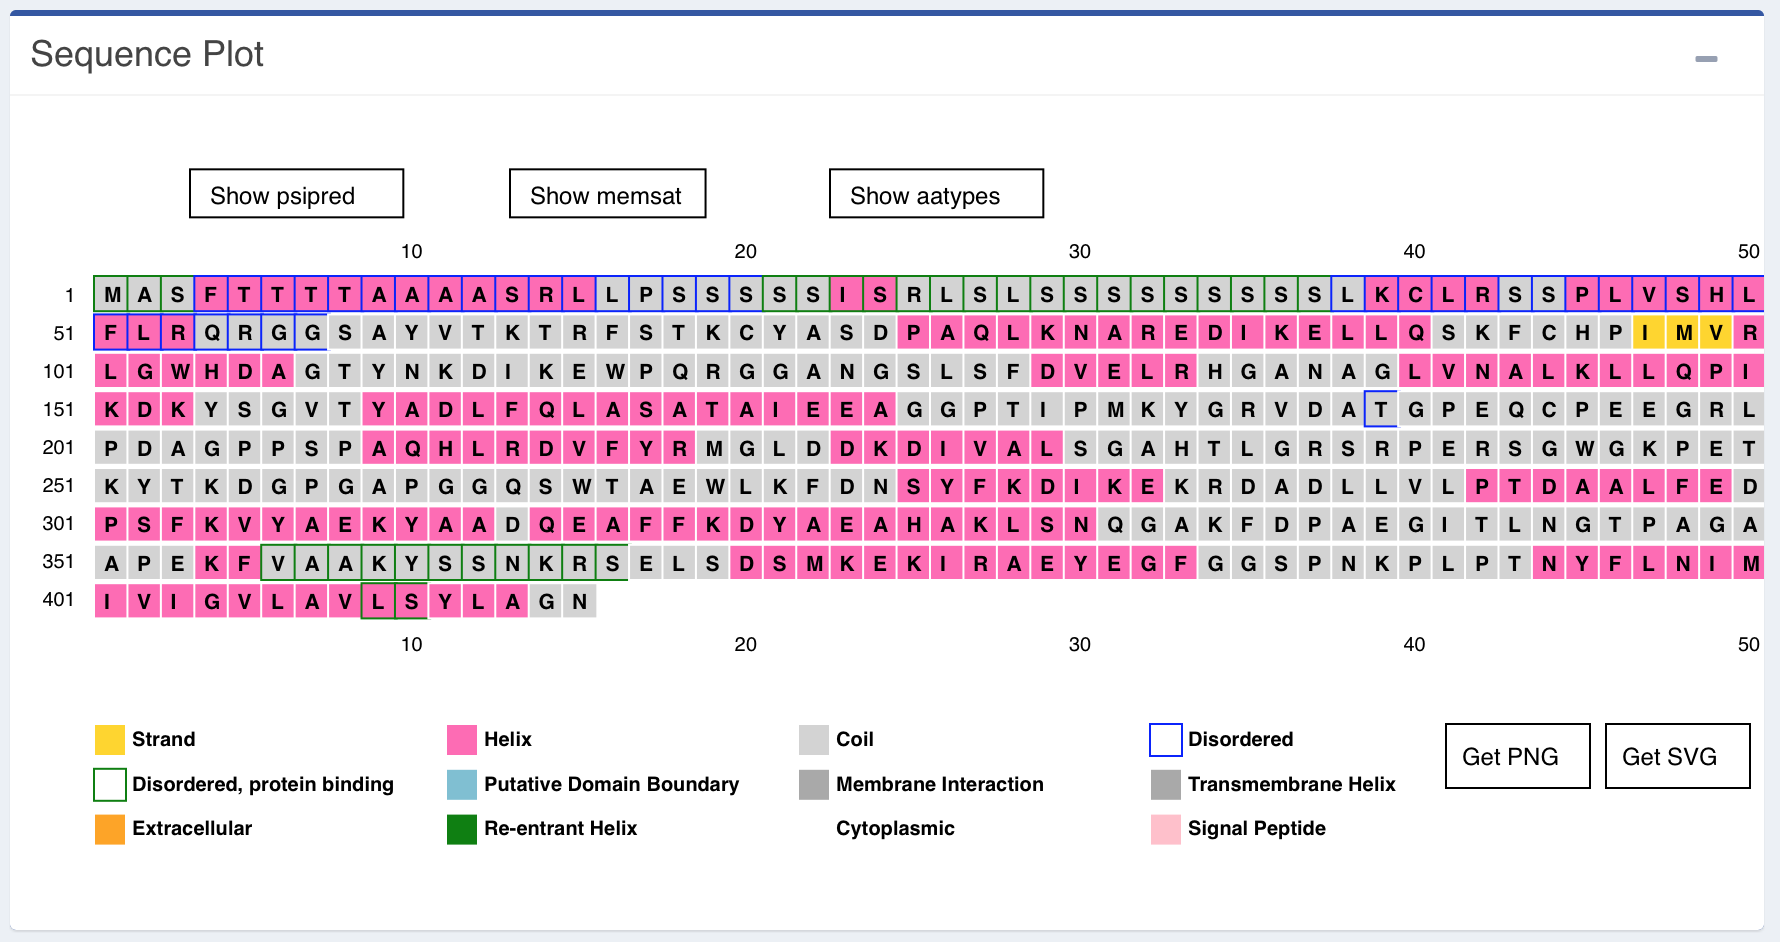 Sequence Plot
Show psipred Show memsat Show aatypes
10 20 30 40 50
1 M A S F T T T T A A A A S R L L P S S S S S I S R L S L S S S S S S S S S L K C L R S S P L V S H L
51 F L R Q R G G S A Y V T K T R F S T K C Y A S D P A Q L K N A R E D I K E L L Q S K F C H P I M V R
101 L G W H D A G T Y N K D I K E W P Q R G G A N G S L S F D V E L R H G A N A G L V N A L K L L Q P I
151 K D K Y S G V T Y A D L F Q L A S A T A I E E A G G P T I P M K Y G R V D A T G P E Q C P E E G R L
201 P D A G P P S P A Q H L R D V F Y R M G L D D K D I V A L S G A H T L G R S R P E R S G W G K P E T
251 K Y T K D G P G A P G G Q S W T A E W L K F D N S Y F K D I K E K R D A D L L V L P T D A A L F E D
301 P S F K V Y A E K Y A A D Q E A F F K D Y A E A H A K L S N Q G A K F D P A E G I T L N G T P A G A
351 A P E K F V A A K Y S S N K R S E L S D S M K E K I R A E Y E G F G G S P N K P L P T N Y F L N I M
401 I V I G V L A V L S Y L A G N
10 20 30 40 50
Strand Helix Coil Disordered Get PNG Get SVG
Disordered, protein binding Putative Domain Boundary Membrane Interaction Transmembrane Helix
Extracellular Re-entrant Helix Cytoplasmic Signal Peptide